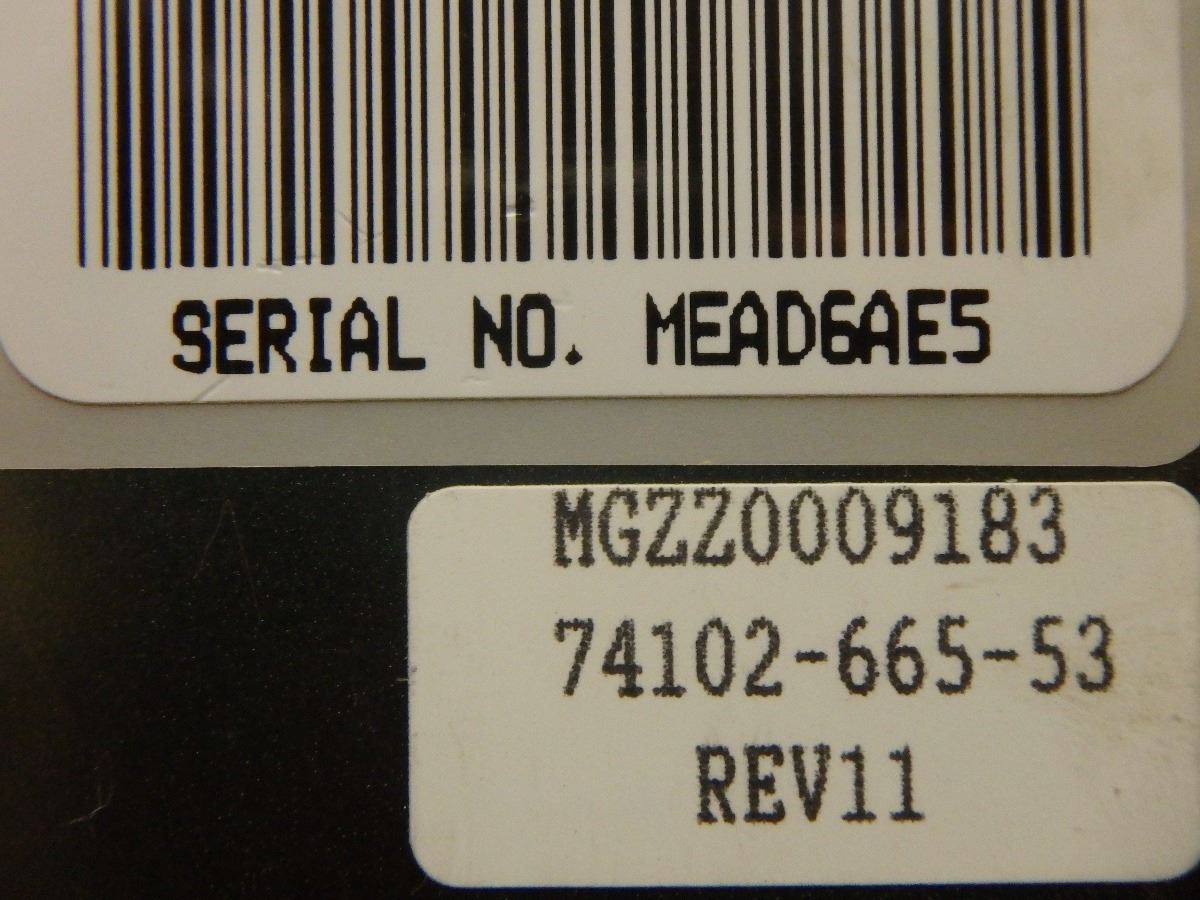 SERIAL NO. MEAD6AE5
MGZZ0009183
74102-665-53
REV11